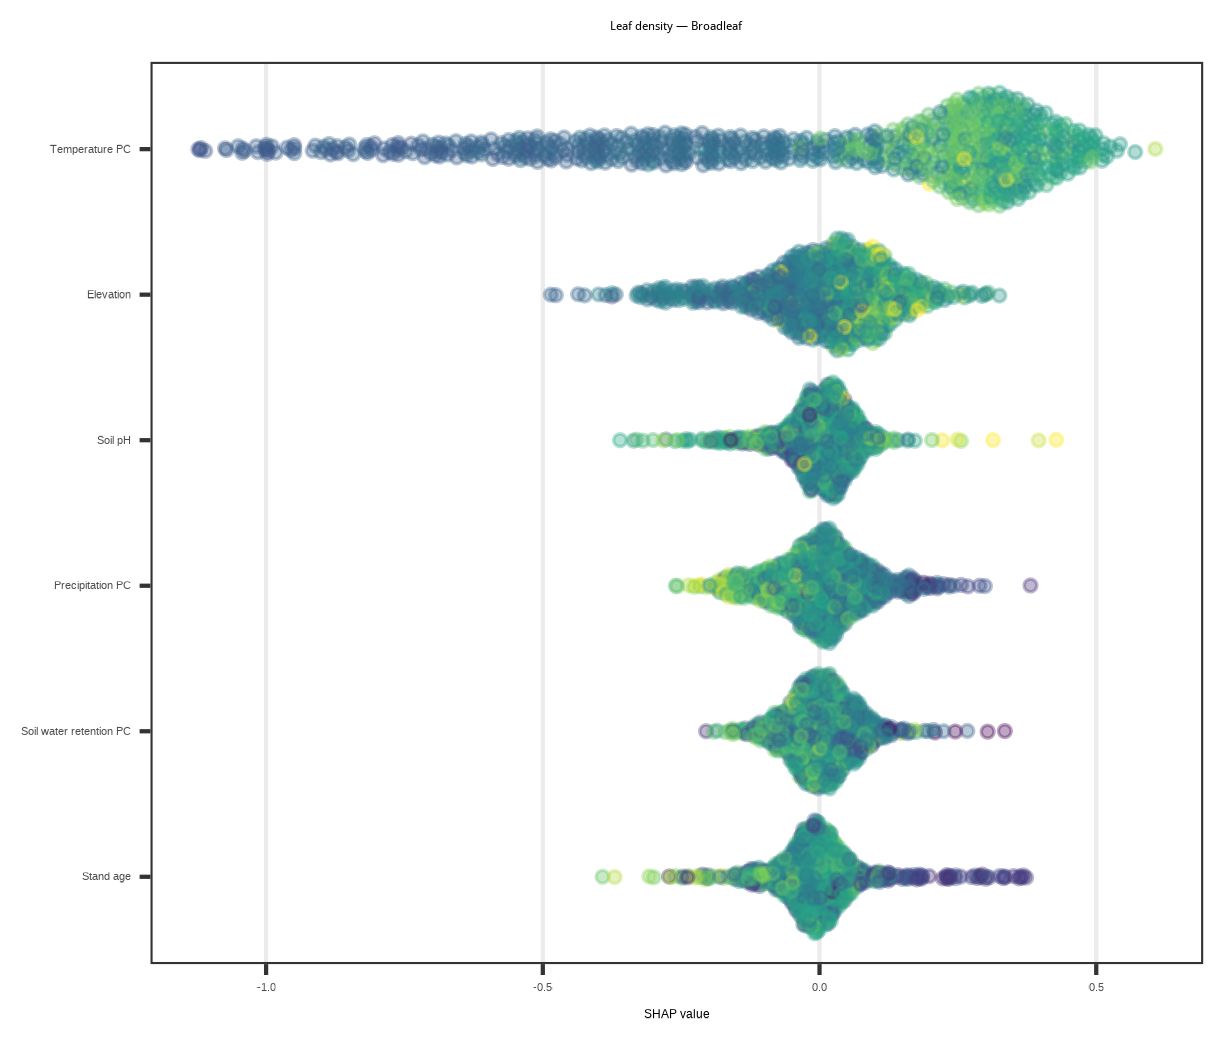 Leaf density — Broadleaf
Temperature PC
Elevation
Soil pH
Precipitation PC
Soil water retention PC
Stand age
-1.0 -0.5 0.0 0.5
SHAP value